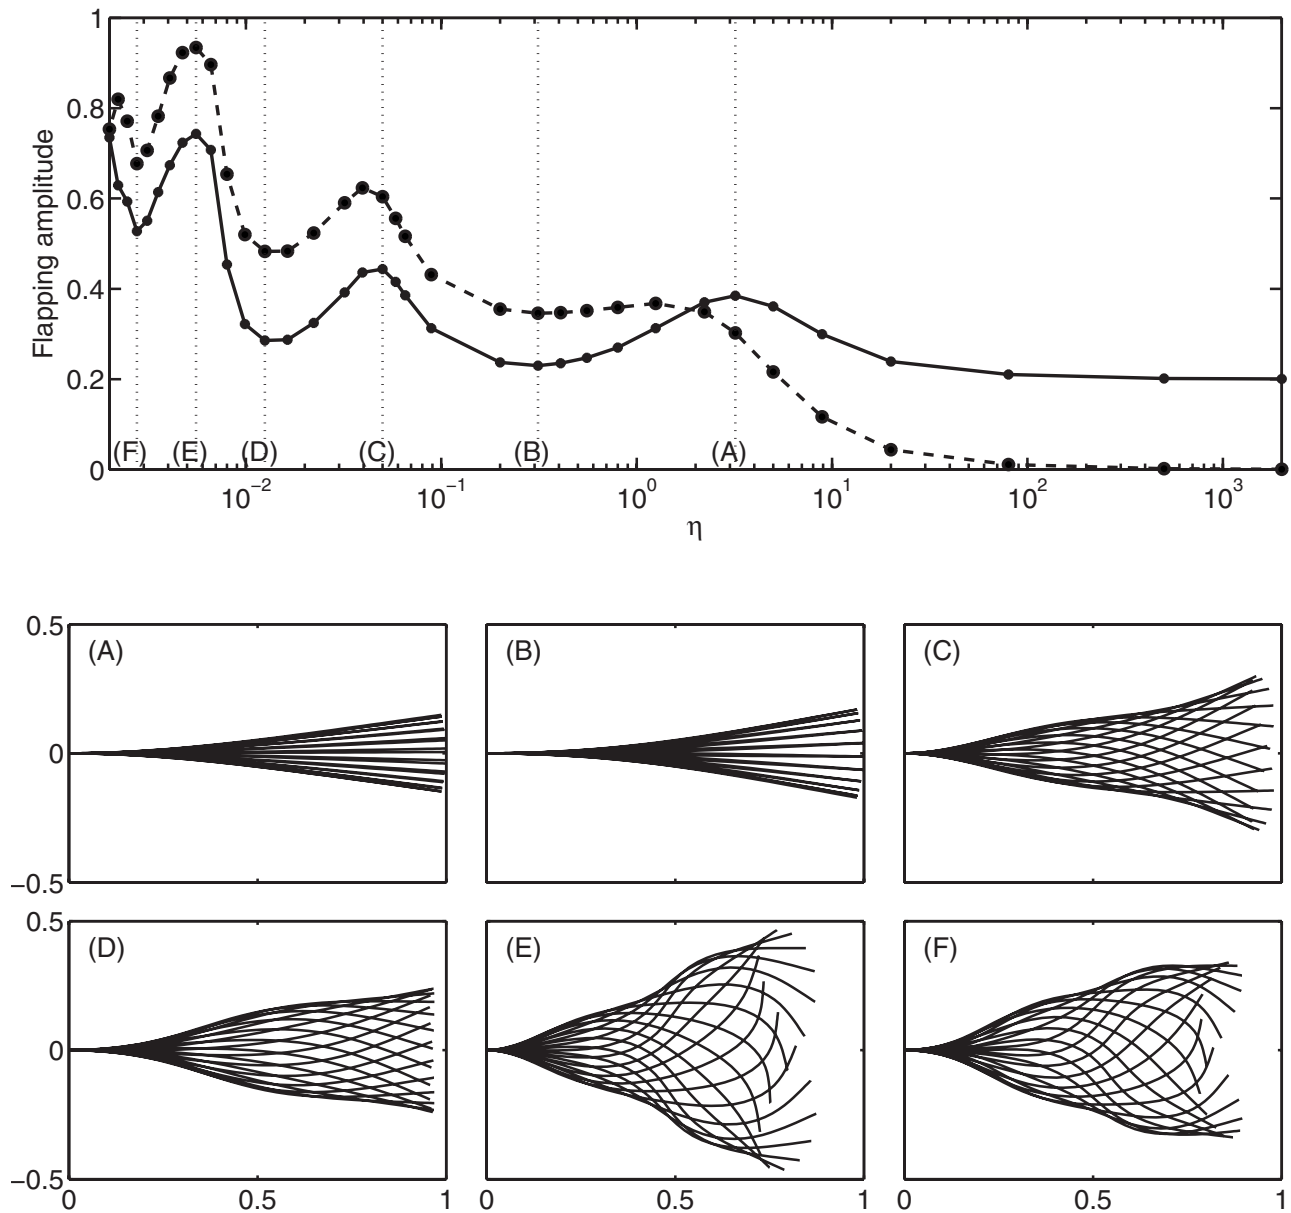 1
0.8
0.6
0.4
0.2
0
Flapping amplitude
(F) (E) (D) (C) (B) (A)
10⁻² 10⁻¹ 10⁰ 10¹ 10² 10³
η
0.5
0
−0.5
(A) (B) (C)
0.5
0
−0.5
(D) (E) (F)
0 0.5 1 0 0.5 1 0 0.5 1